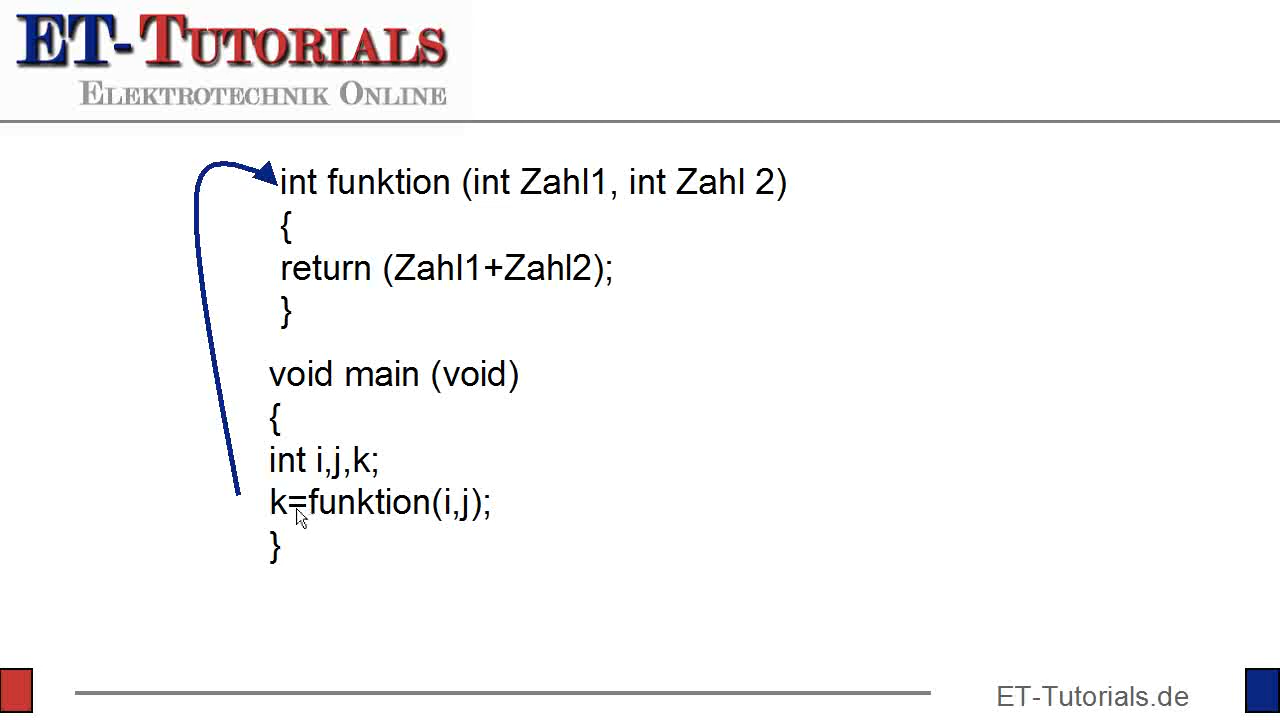 ET-TUTORIALS
ELEKTROTECHNIK ONLINE
int funktion (int Zahl1, int Zahl 2)
{
return (Zahl1+Zahl2);
}
void main (void)
{
int i,j,k;
k=funktion(i,j);
}
ET-Tutorials.de